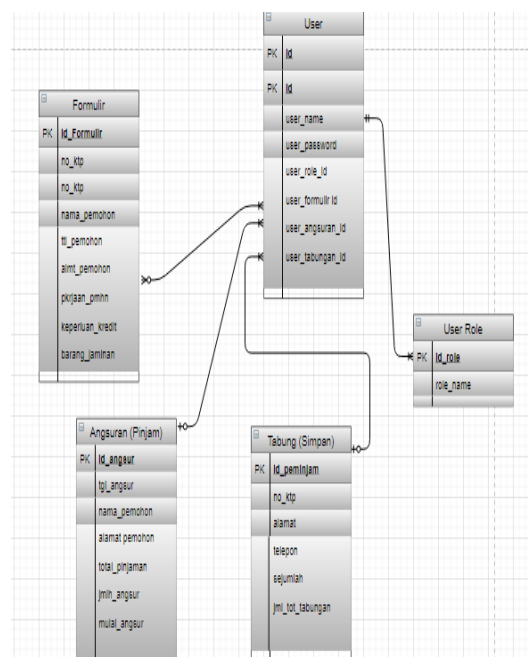 User
PK Id
PK Id
user_name
user_password
user_role_id
user_formulir id
user_angsuran_id
user_tabungan_id
Formulir
PK Id_Formulir
no_ktp
no_ktp
nama_pemohon
ttl_pemohon
almt_pemohon
pkrjaan_pmhn
keperluan_kredit
barang_jaminan
User Role
PK Id_role
role_name
Angsuran (Pinjam)
PK Id_angsur
tgl_angsur
nama_pemohon
alamat pemohon
total_pinjaman
jmlh_angsur
mulai_angsur
Tabung (Simpan)
PK Id_peminjam
no_ktp
alamat
telepon
sejumlah
jml_tot_tabungan